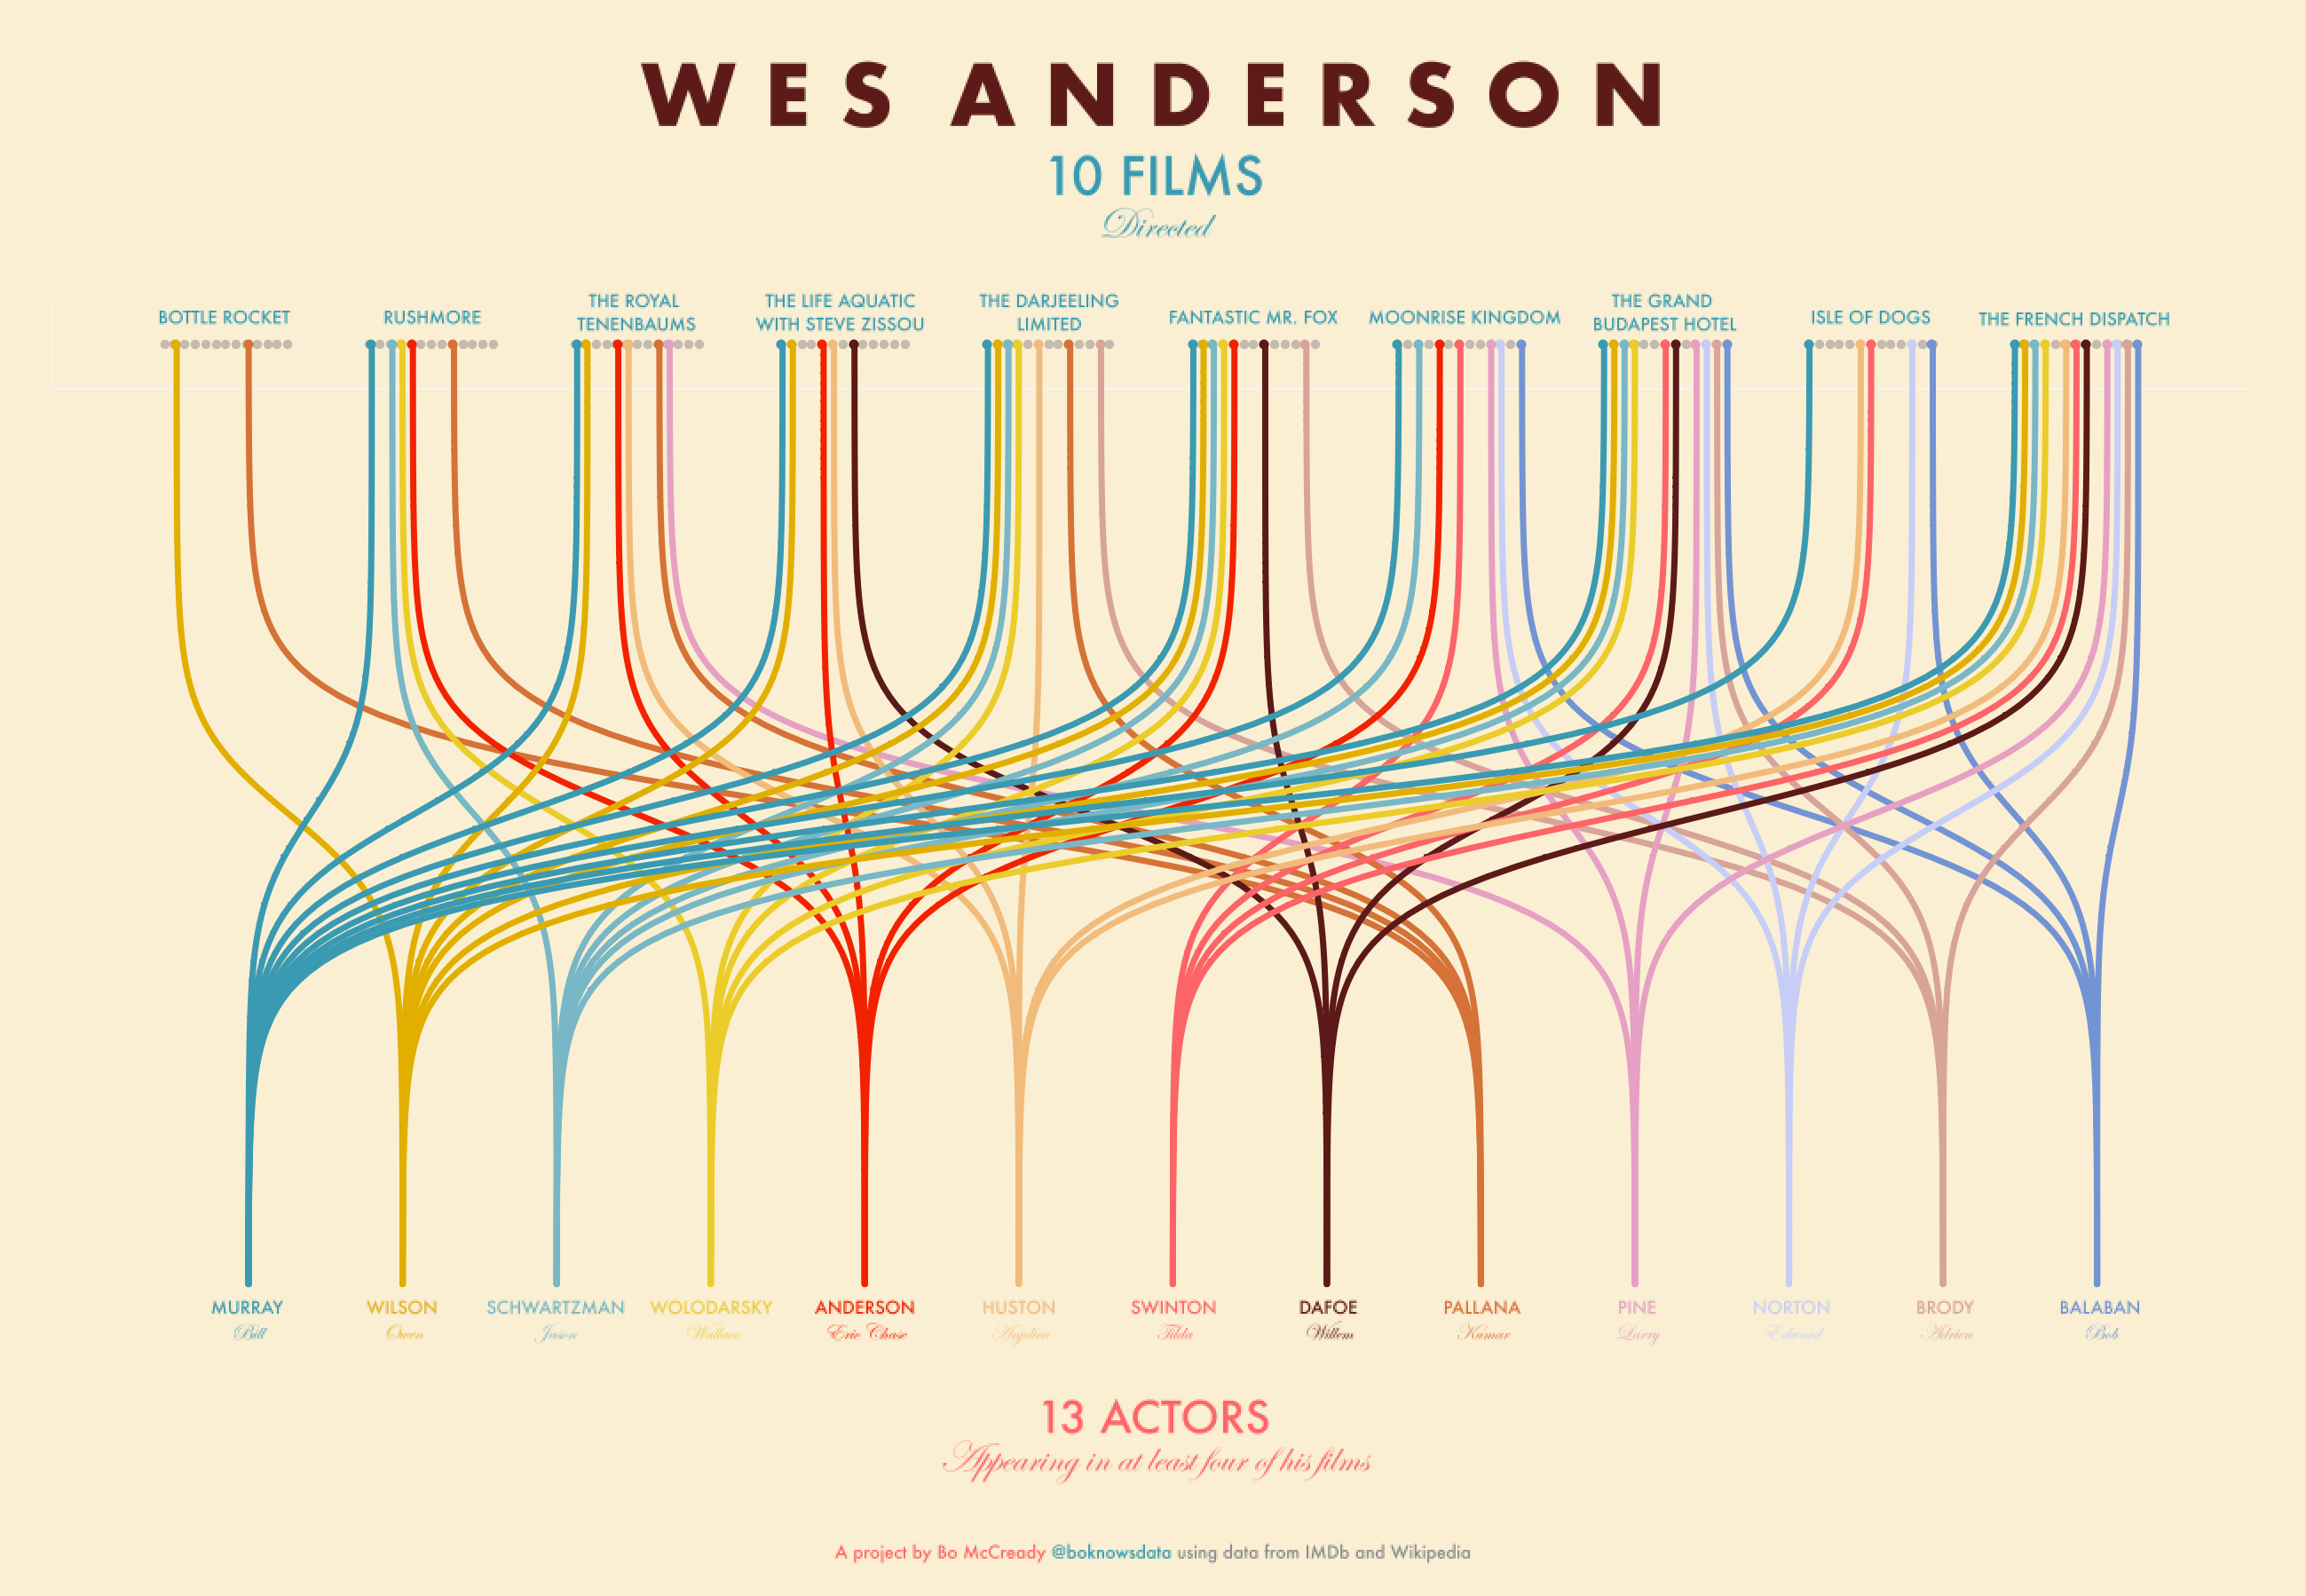 WES ANDERSON
10 FILMS
Directed
BOTTLE ROCKET
RUSHMORE
THE ROYAL
TENENBAUMS
THE LIFE AQUATIC
WITH STEVE ZISSOU
THE DARJEELING
LIMITED
FANTASTIC MR. FOX
MOONRISE KINGDOM
THE GRAND
BUDAPEST HOTEL
ISLE OF DOGS
THE FRENCH DISPATCH
MURRAY
Bill
WILSON
Owen
SCHWARTZMAN
Jason
WOLODARSKY
Wallace
ANDERSON
Eric Chase
HUSTON
Anjelica
SWINTON
Tilda
DAFOE
Willem
PALLANA
Kumar
PINE
Larry
NORTON
Edward
BRODY
Adrien
BALABAN
Bob
13 ACTORS
Appearing in at least four of his films
A project by Bo McCready @boknowsdata using data from IMDb and Wikipedia